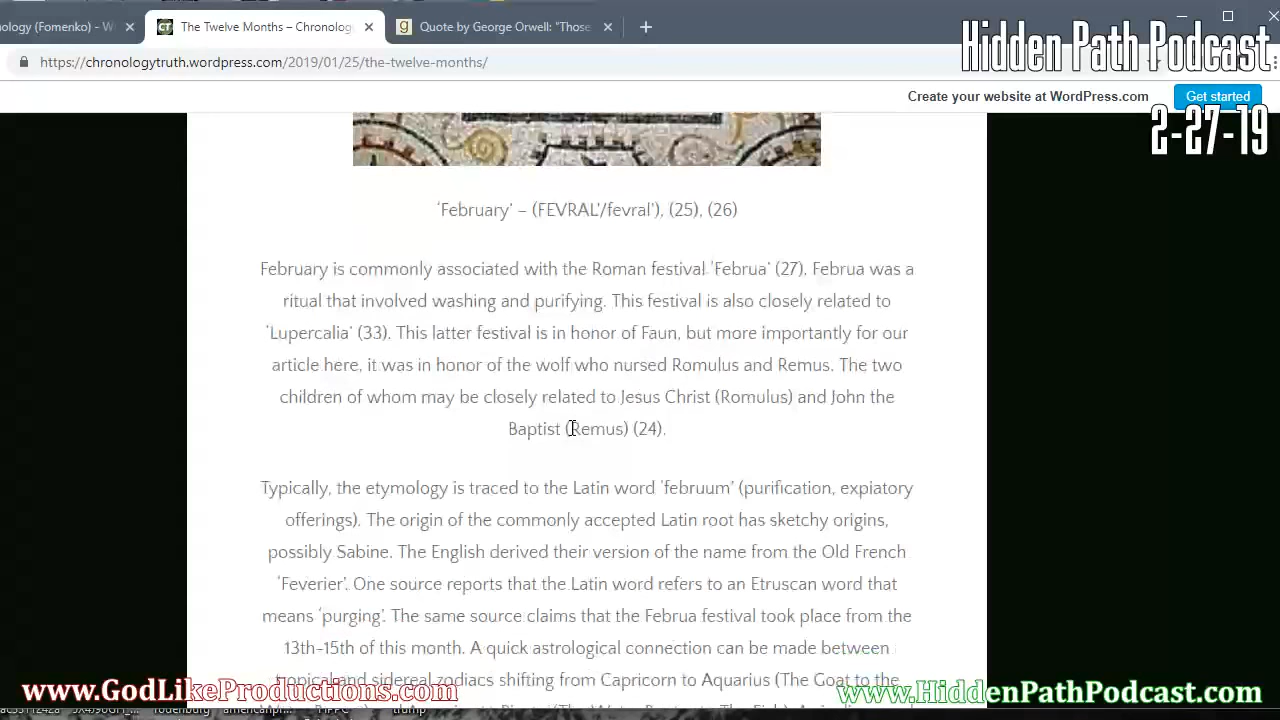 nology (Fomenko) - W
The Twelve Months – Chronolog
Quote by George Orwell: "Those
https://chronologytruth.wordpress.com/2019/01/25/the-twelve-months/
Hidden Path Podcast
Create your website at WordPress.com
Get started
2-27-19
'February' – (FEVRAL'/fevral'), (25), (26)
February is commonly associated with the Roman festival 'Februa' (27). Februa was a
ritual that involved washing and purifying. This festival is also closely related to
'Lupercalia' (33). This latter festival is in honor of Faun, but more importantly for our
article here, it was in honor of the wolf who nursed Romulus and Remus. The two
children of whom may be closely related to Jesus Christ (Romulus) and John the
Baptist (Remus) (24).
Typically, the etymology is traced to the Latin word 'februum' (purification, expiatory
offerings). The origin of the commonly accepted Latin root has sketchy origins,
possibly Sabine. The English derived their version of the name from the Old French
'Feverier'. One source reports that the Latin word refers to an Etruscan word that
means 'purging'. The same source claims that the Februa festival took place from the
13th-15th of this month. A quick astrological connection can be made between
tropical and sidereal zodiacs shifting from Capricorn to Aquarius (The Goat to the
www.GodLikeProductions.com
www.HiddenPathPodcast.com